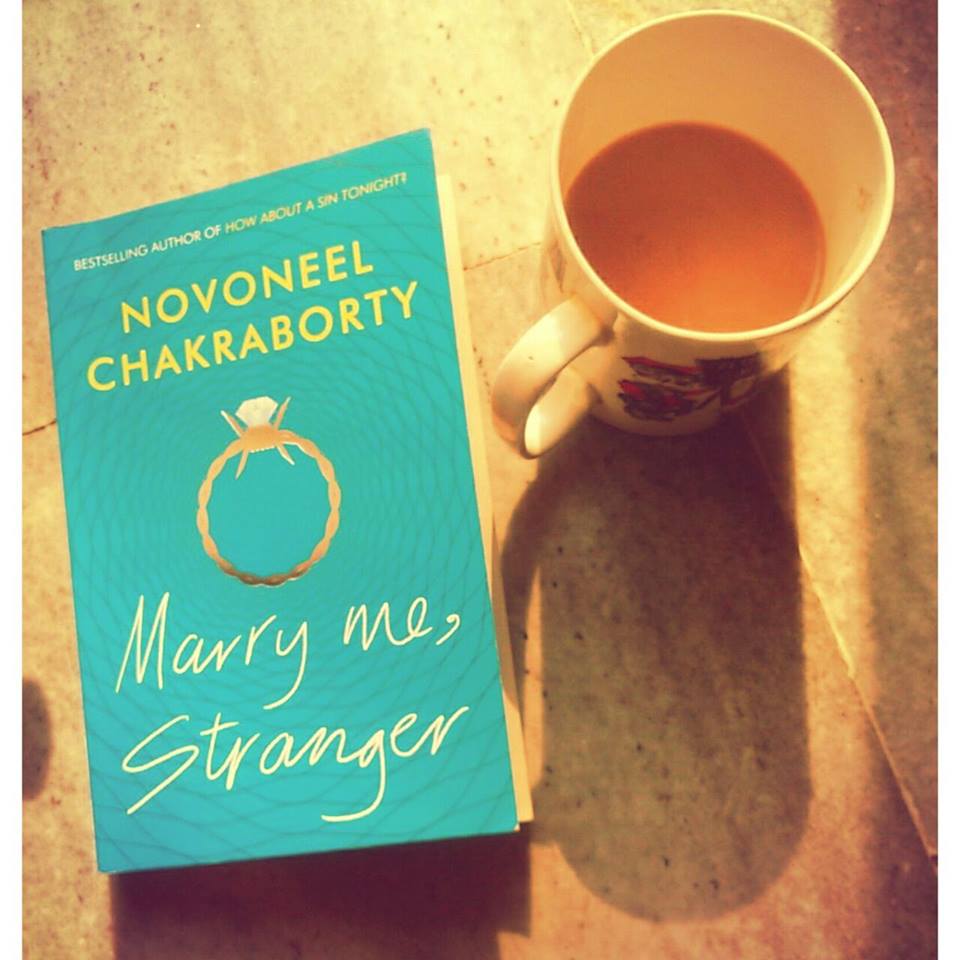 BESTSELLING AUTHOR OF HOW ABOUT A SIN TONIGHT?
NOVONEEL
CHAKRABORTY
Marry me,
Stranger